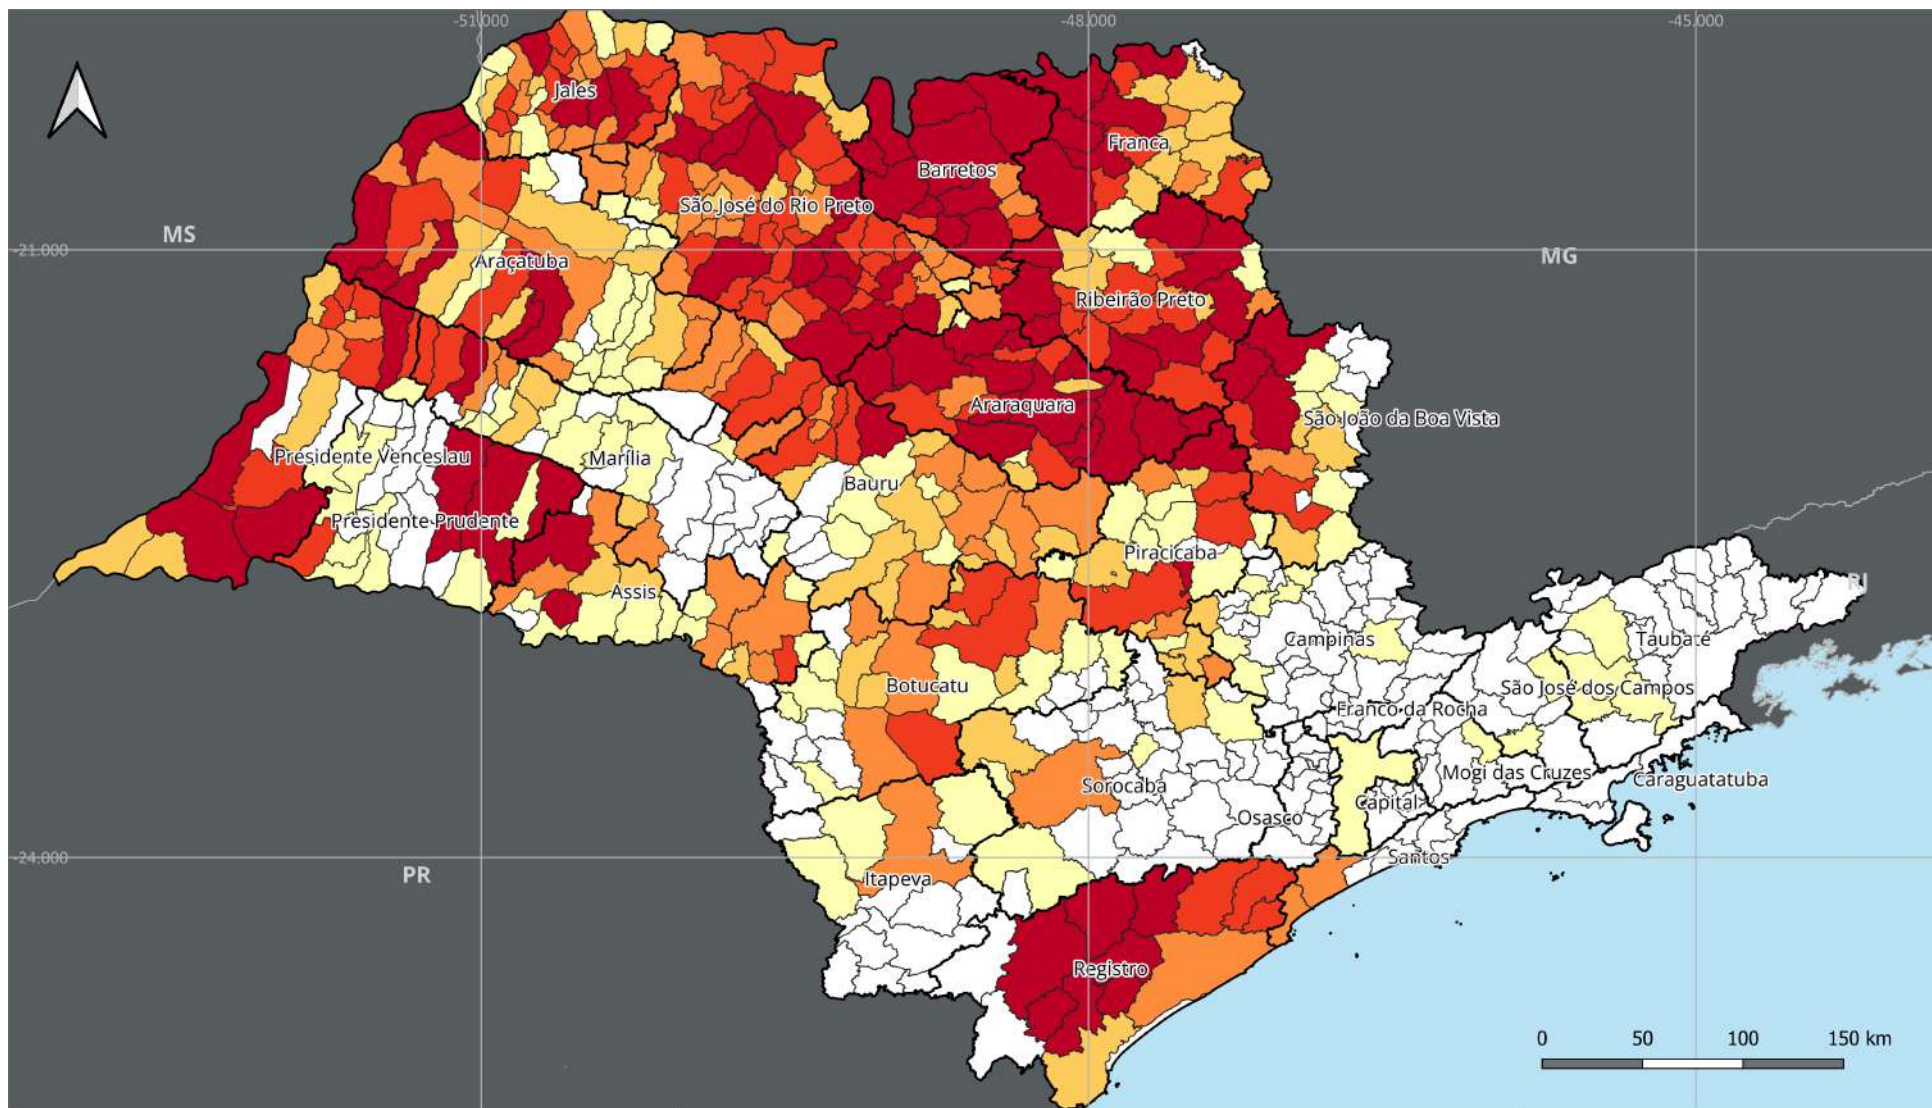 -51.000
-48.000
-45.000
Jales
Franca
Barretos
São José do Rio Preto
MS
-21.000
MG
Araçatuba
Ribeirão Preto
Araraquara
São João da Boa Vista
Presidente Venceslau
Marília
Bauru
Presidente Prudente
Piracicaba
RJ
Assis
Campinas
Taubaté
Botucatu
São José dos Campos
Franco da Rocha
Mogi das Cruzes
Caraguatatuba
Sorocaba
Capital
Osasco
-24.000
Santos
PR
Itapeva
Registro
0 50 100 150 km